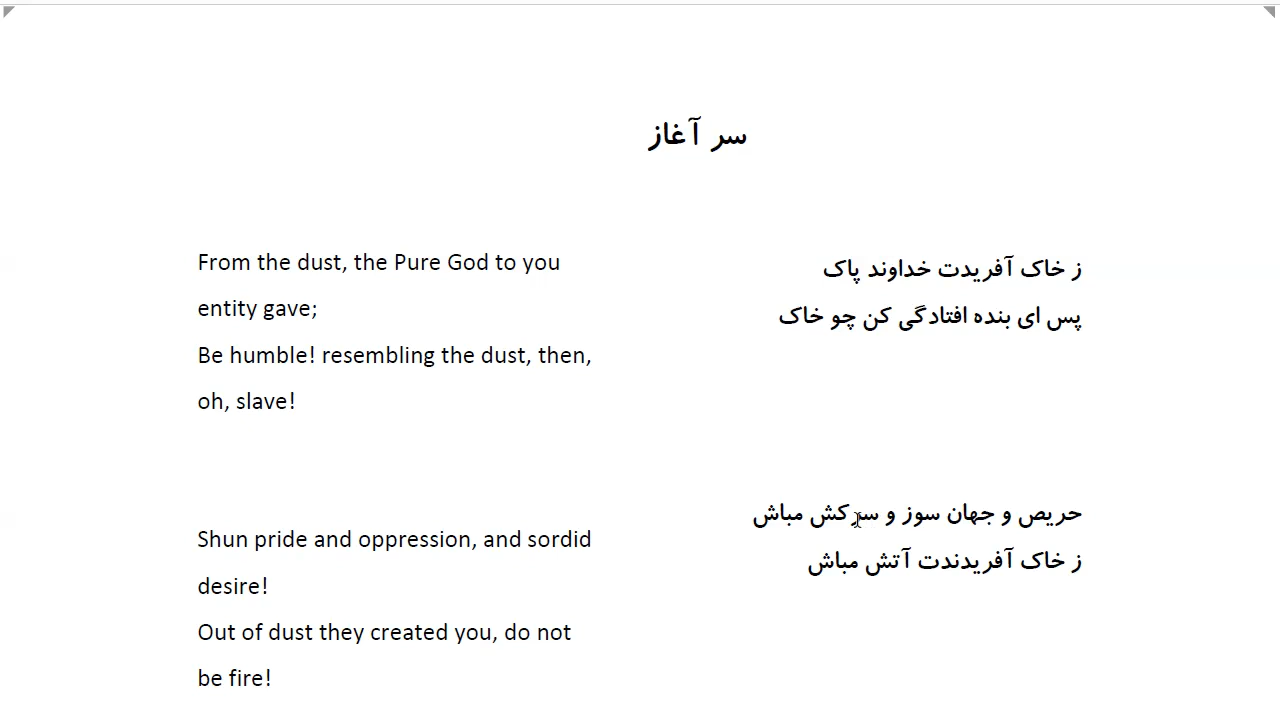 سر آغاز
From the dust, the Pure God to you
entity gave;
Be humble! resembling the dust, then,
oh, slave!
ز خاک آفریدت خداوند پاک
پس ای بنده افتادگی کن چو خاک
Shun pride and oppression, and sordid
desire!
Out of dust they created you, do not
be fire!
حریص و جهان سوز و سرکش مباش
ز خاک آفریدندت آتش مباش